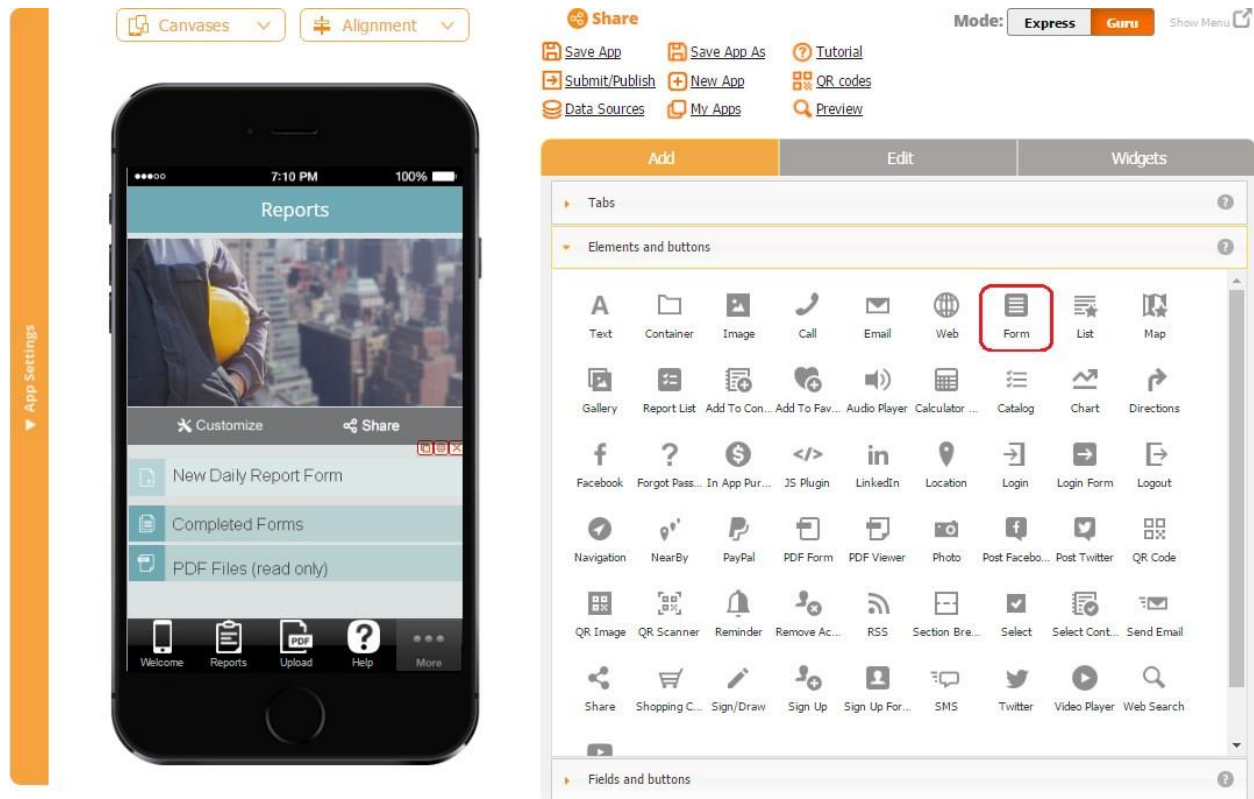 Canvases
Alignment
Share
Mode: Express Guru Show Menu
Save App Save App As Tutorial
Submit/Publish New App QR codes
Data Sources My Apps Preview
App Settings
7:10 PM 100%
Reports
Customize Share
New Daily Report Form
Completed Forms
PDF Files (read only)
PDF
Welcome Reports Upload Help More
Add Edit Widgets
Tabs
Elements and buttons
Text Container Image Call Email Web Form List Map
Gallery Report List Add To Con... Add To Fav... Audio Player Calculator ... Catalog Chart Directions
Facebook Forgot Pass... In App Pur... JS Plugin LinkedIn Location Login Login Form Logout
Navigation NearBy PayPal PDF Form PDF Viewer Photo Post Facebo... Post Twitter QR Code
QR Image QR Scanner Reminder Remove Ac... RSS Section Bre... Select Select Cont... Send Email
Share Shopping C... Sign/Draw Sign Up Sign Up For... SMS Twitter Video Player Web Search
Fields and buttons